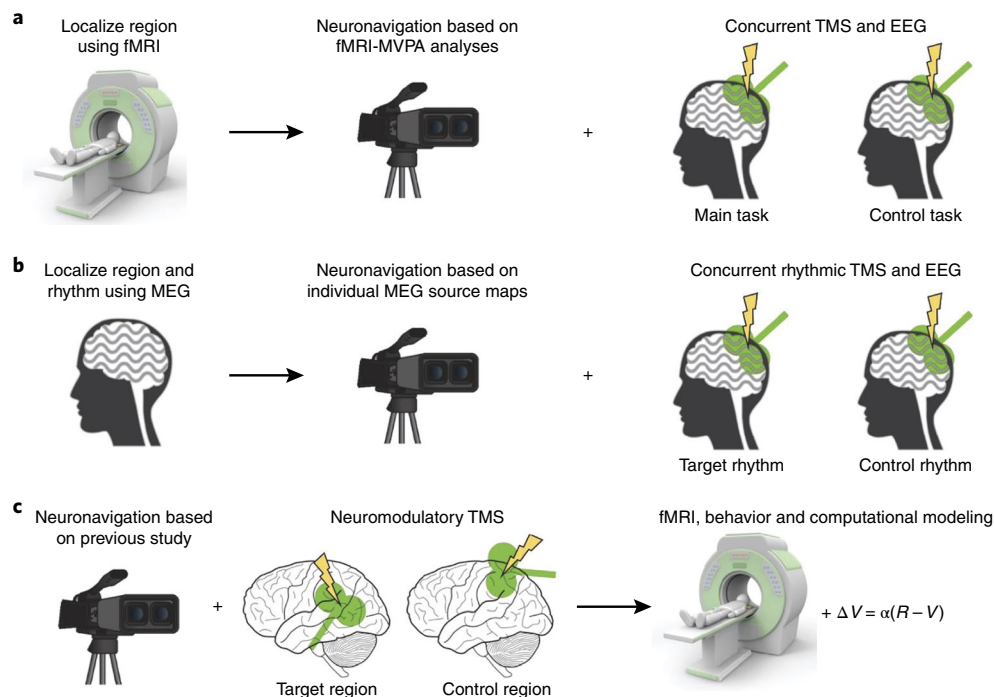 a
Localize region
using fMRI
Neuronavigation based on
fMRI-MVPA analyses
Concurrent TMS and EEG
+
Main task
Control task
b
Localize region and
rhythm using MEG
Neuronavigation based on
individual MEG source maps
Concurrent rhythmic TMS and EEG
+
Target rhythm
Control rhythm
c
Neuronavigation based
on previous study
Neuromodulatory TMS
fMRI, behavior and computational modeling
+
+ ΔV = α(R – V)
Target region
Control region